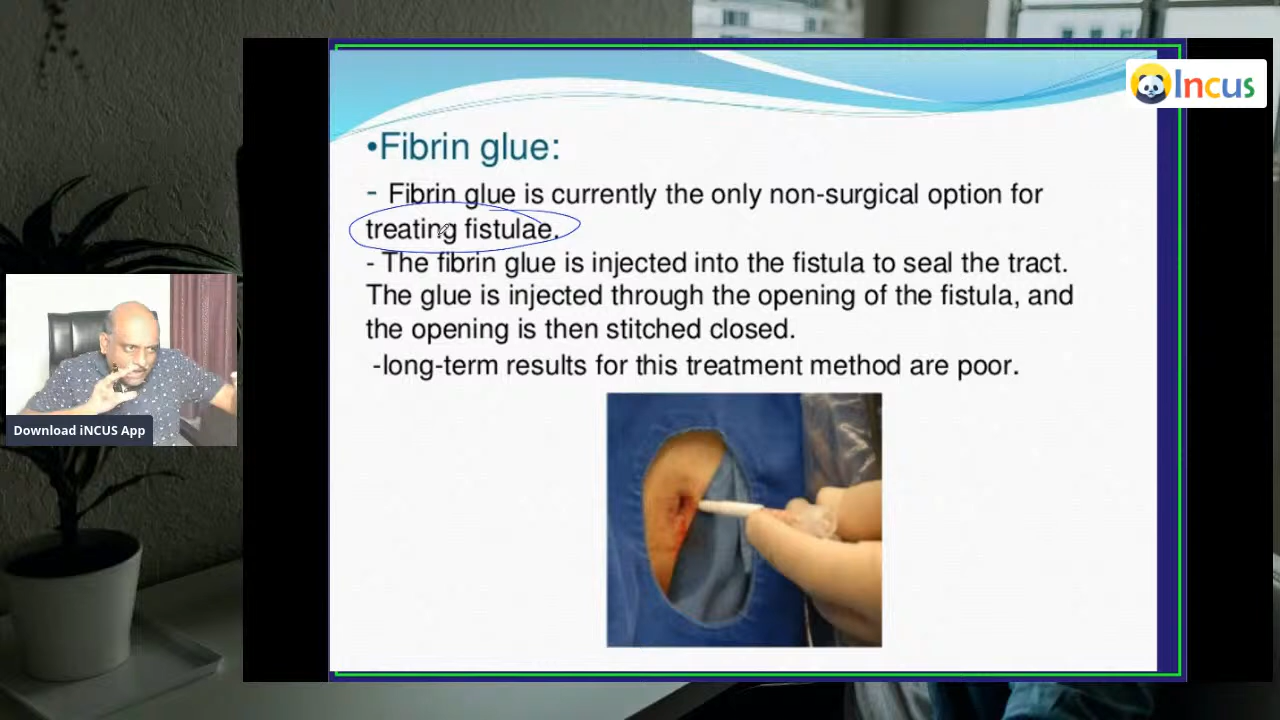 Incus
•Fibrin glue:
- Fibrin glue is currently the only non-surgical option for
treating fistulae.
- The fibrin glue is injected into the fistula to seal the tract.
The glue is injected through the opening of the fistula, and
the opening is then stitched closed.
-long-term results for this treatment method are poor.
Download iNCUS App